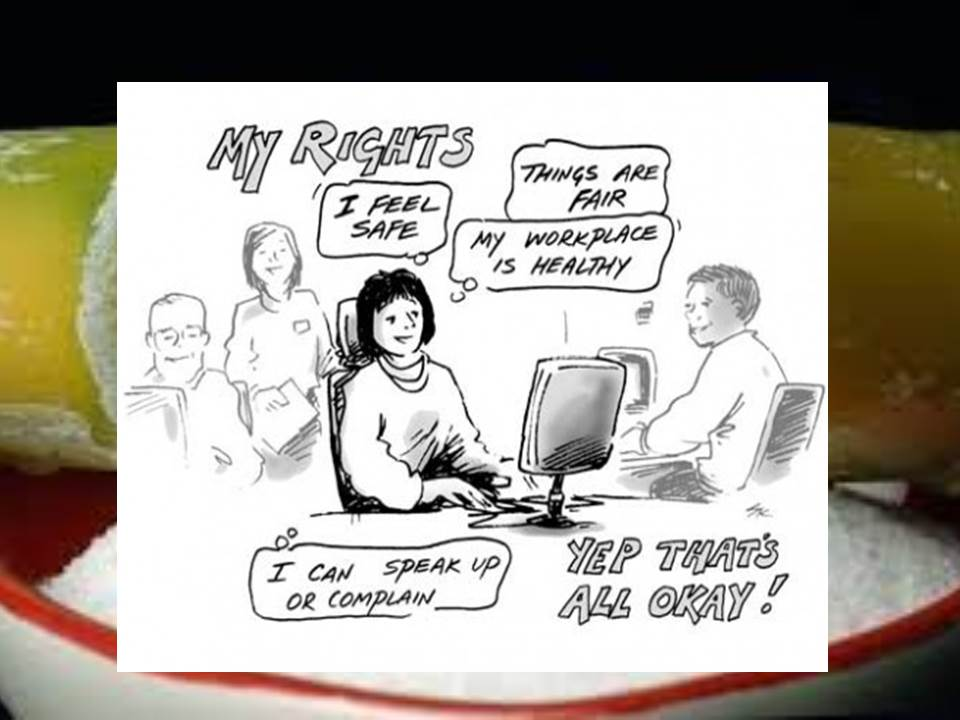 MY RIGHTS
I FEEL
SAFE
THINGS ARE
FAIR
MY WORKPLACE
IS HEALTHY
I CAN SPEAK UP
OR COMPLAIN
YEP THAT'S
ALL OKAY!